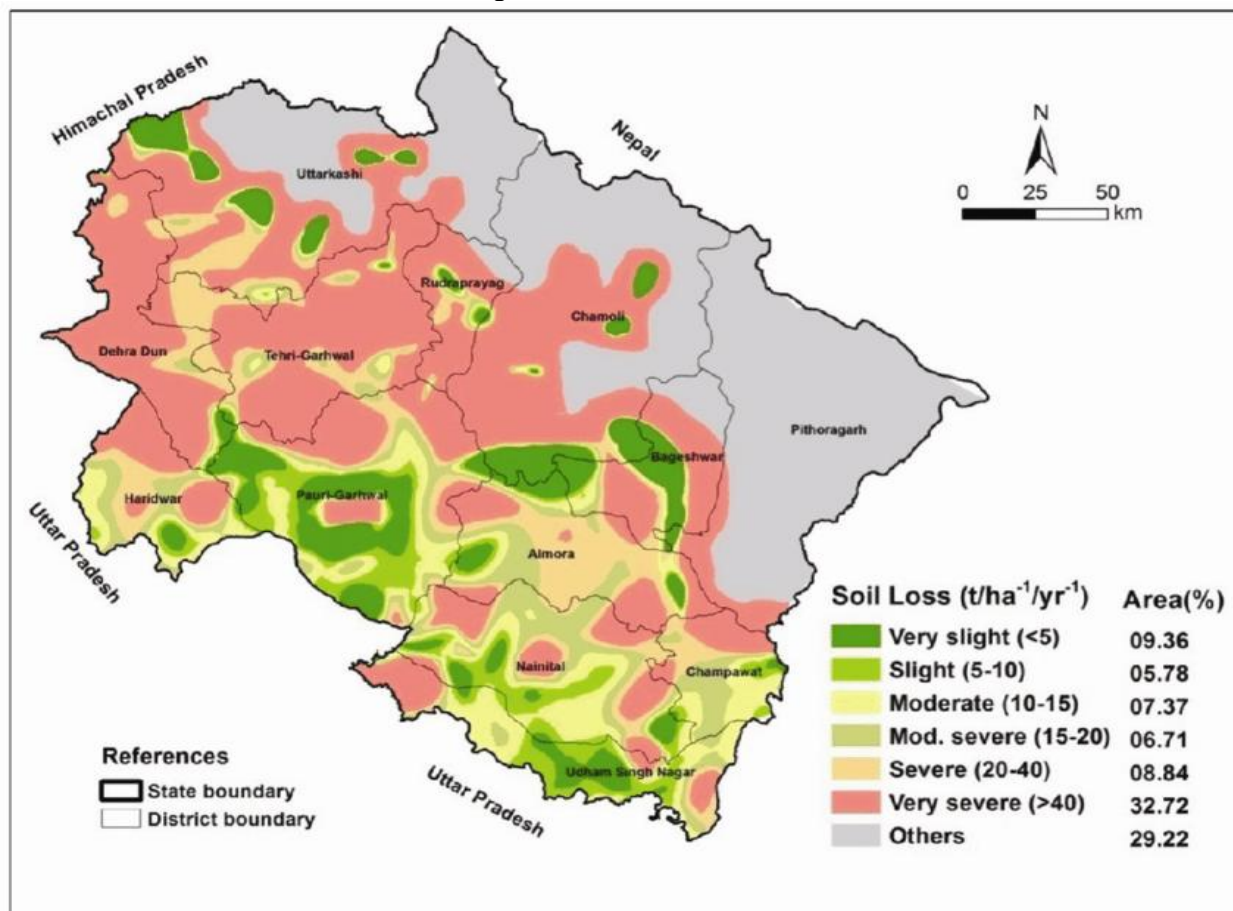 Himachal Pradesh
Nepal
N
0 25 50
km
Uttarkashi
Rudraprayag
Chamoli
Dehra Dun
Tehri-Garhwal
Pithoragarh
Bageshwar
Haridwar
Pauri-Garhwal
Almora
Uttar Pradesh
Nainital
Champawat
Udham Singh Nagar
Uttar Pradesh
References
State boundary
District boundary
Soil Loss (t/ha⁻¹/yr⁻¹) Area(%)
Very slight (<5) 09.36
Slight (5-10) 05.78
Moderate (10-15) 07.37
Mod. severe (15-20) 06.71
Severe (20-40) 08.84
Very severe (>40) 32.72
Others 29.22